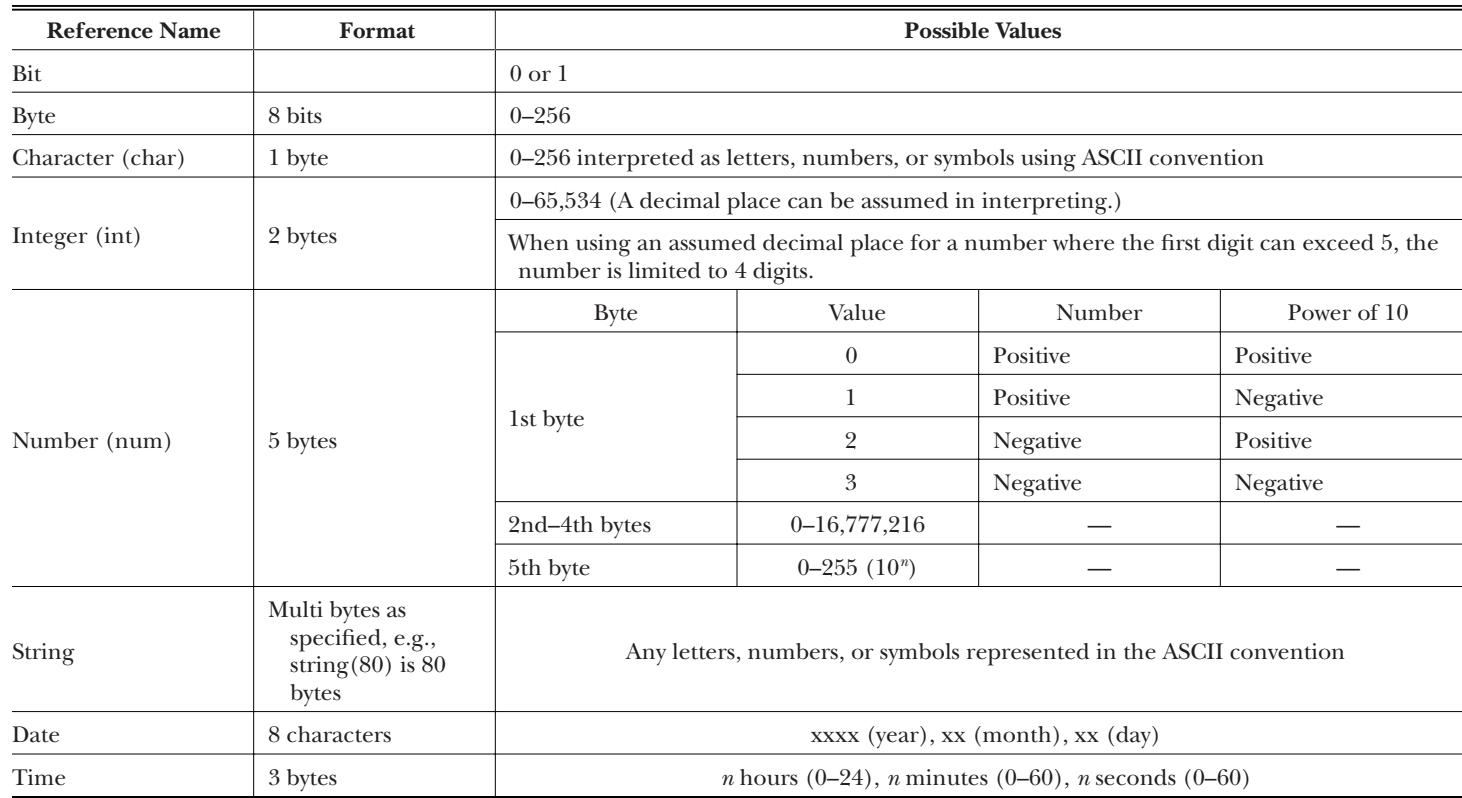 Reference Name Format Possible Values
Bit 0 or 1
Byte 8 bits 0–256
Character (char) 1 byte 0–256 interpreted as letters, numbers, or symbols using ASCII convention
Integer (int) 2 bytes 0–65,534 (A decimal place can be assumed in interpreting.)
When using an assumed decimal place for a number where the first digit can exceed 5, the
number is limited to 4 digits.
Number (num) 5 bytes Byte Value Number Power of 10
1st byte 0 Positive Positive
1 Positive Negative
2 Negative Positive
3 Negative Negative
2nd–4th bytes 0–16,777,216 — —
5th byte 0–255 (10ⁿ) — —
String Multi bytes as
specified, e.g.,
string(80) is 80
bytes
Any letters, numbers, or symbols represented in the ASCII convention
Date 8 characters xxxx (year), xx (month), xx (day)
Time 3 bytes n hours (0–24), n minutes (0–60), n seconds (0–60)